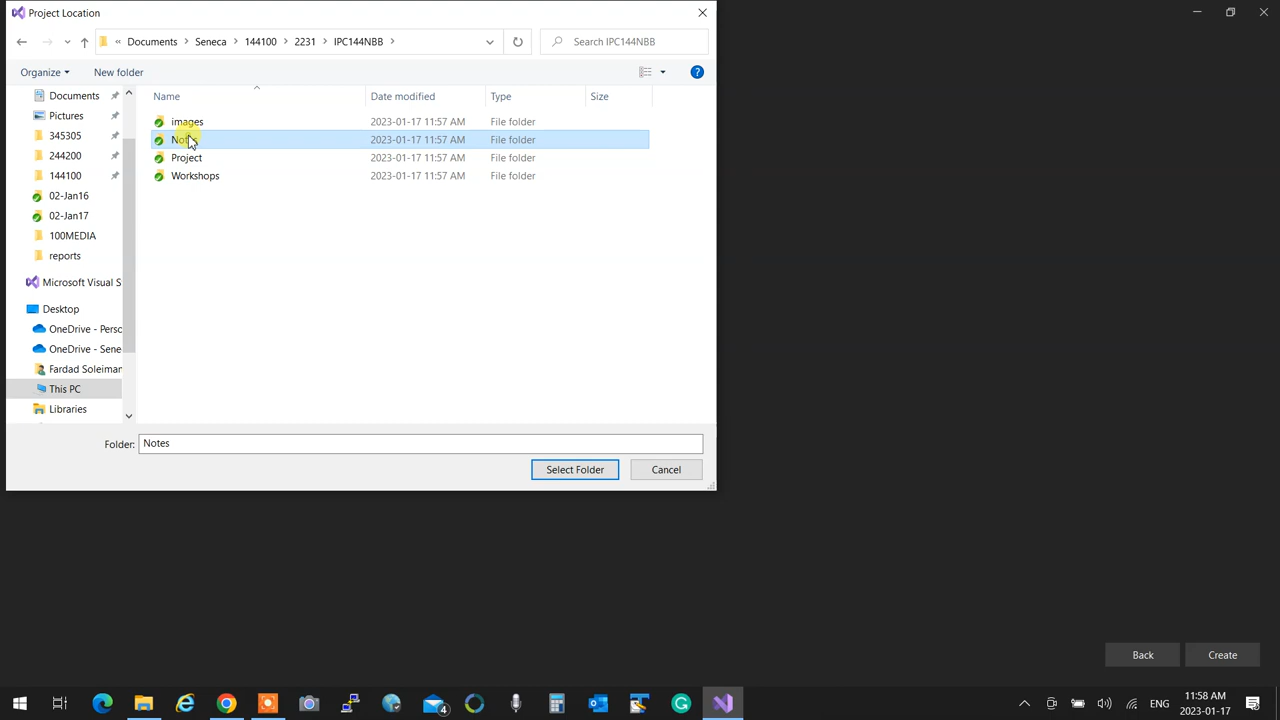 Project Location
« Documents Seneca 144100 2231 IPC144NBB
Search IPC144NBB
Organize New folder
?
Name Date modified Type Size
Documents
Pictures
345305
244200
144100
02-Jan16
02-Jan17
100MEDIA
reports
Microsoft Visual S
Desktop
OneDrive - Perso
OneDrive - Sene
Fardad Soleiman
This PC
Libraries
images 2023-01-17 11:57 AM File folder
2023-01-17 11:57 AM File folder
Project 2023-01-17 11:57 AM File folder
Workshops 2023-01-17 11:57 AM File folder
Folder: Notes
Select Folder Cancel
Back Create
4
ENG
11:58 AM
2023-01-17